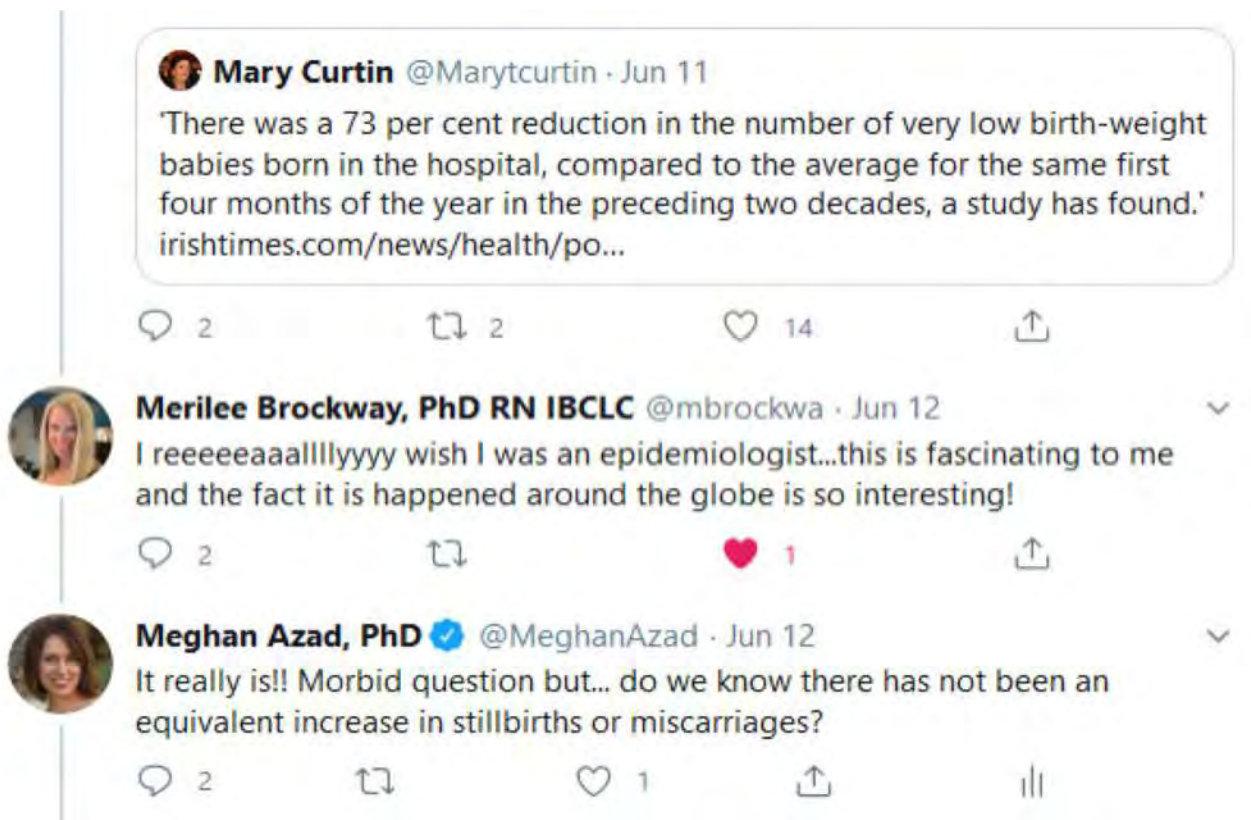 Mary Curtin @Marytcurtin · Jun 11
'There was a 73 per cent reduction in the number of very low birth-weight
babies born in the hospital, compared to the average for the same first
four months of the year in the preceding two decades, a study has found.'
irishtimes.com/news/health/po...
2 2 14
Merilee Brockway, PhD RN IBCLC @mbrockwa · Jun 12
I reeeeeaaallllyyyy wish I was an epidemiologist...this is fascinating to me
and the fact it is happened around the globe is so interesting!
2 1
Meghan Azad, PhD @MeghanAzad · Jun 12
It really is!! Morbid question but... do we know there has not been an
equivalent increase in stillbirths or miscarriages?
2 1